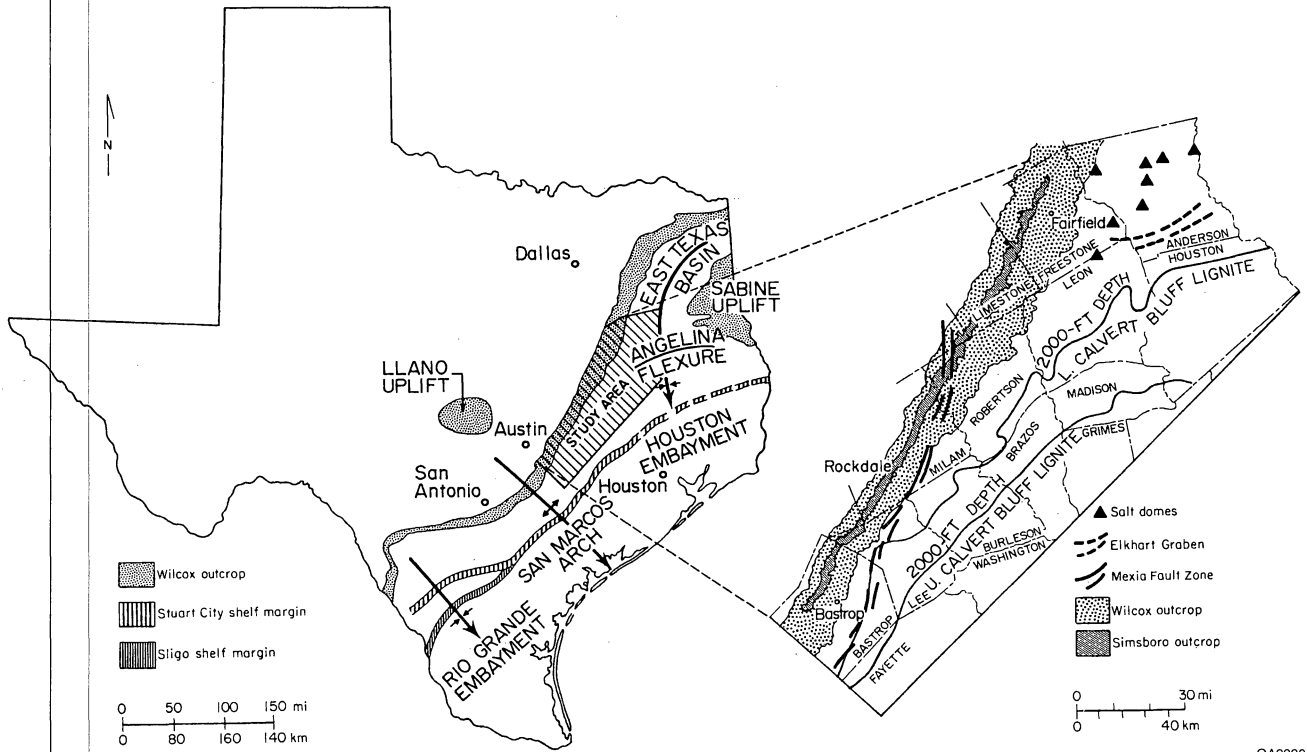 N
Dallas
EAST TEXAS
BASIN
SABINE
UPLIFT
ANGELINA
FLEXURE
LLANO
UPLIFT
STUDY AREA
Austin
HOUSTON
EMBAYMENT
San
Antonio
Houston
SAN MARCOS
ARCH
RIO GRANDE
EMBAYMENT
Wilcox outcrop
Stuart City shelf margin
Sligo shelf margin
0 50 100 150 mi
0 80 160 140 km
Fairfield
ANDERSON
HOUSTON
FREESTONE
LIMESTONE
LEON
2000-FT DEPTH
L CALVERT BLUFF LIGNITE
ROBERTSON
MADISON
BRAZOS
GRIMES
Rockdale
MILAM
2000-FT DEPTH
U. CALVERT BLUFF LIGNITE
BURLESON
WASHINGTON
LEE
Bastrop
BASTROP
FAYETTE
Salt domes
Elkhart Graben
Mexia Fault Zone
Wilcox outcrop
Simsboro outcrop
0 30 mi
0 40 km